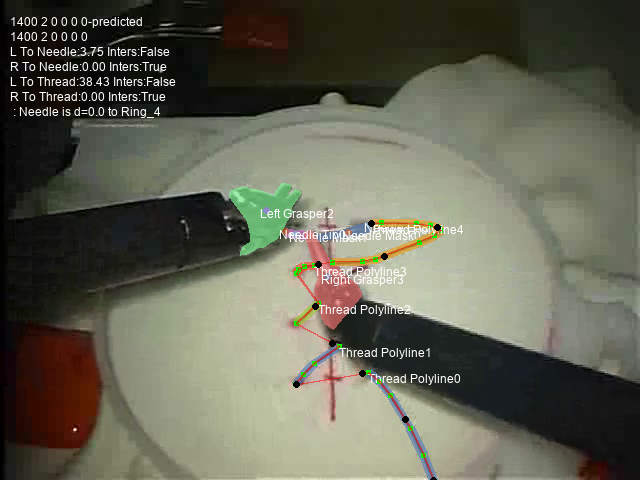 1400 2 0 0 0 0-predicted
1400 2 0 0 0 0
L To Needle:3.75 Inters:False
R To Needle:0.00 Inters:True
L To Thread:38.43 Inters:False
R To Thread:0.00 Inters:True
: Needle is d=0.0 to Ring_4
Left Grasper2
Thread Polyline4
Needle Tip
Needle Mask
Thread Polyline3
Right Grasper3
Thread Polyline2
Thread Polyline1
Thread Polyline0